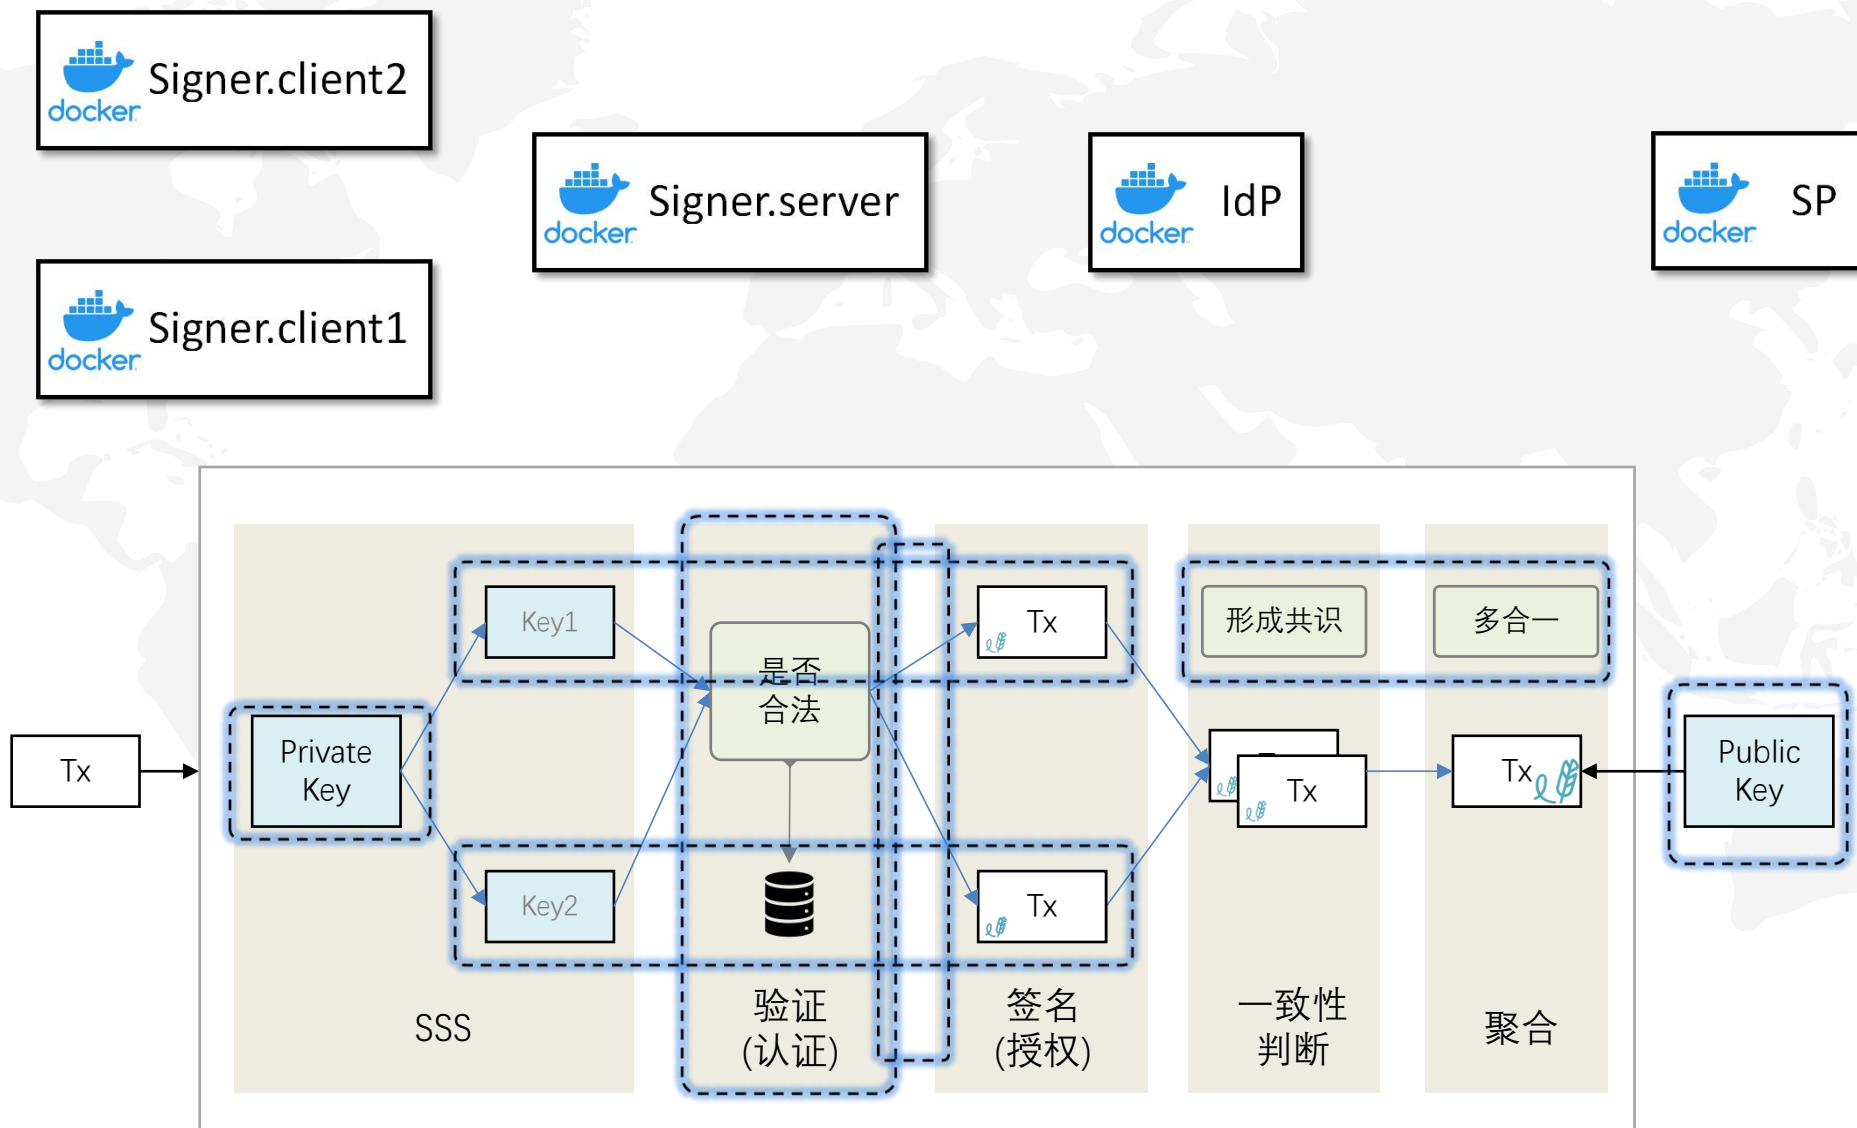 docker
Signer.client2
docker
Signer.server
docker
IdP
docker
SP
docker
Signer.client1
Key1
Tx
形成共识
多合一
是否
合法
Tx
Private
Key
Tx
Tx
Public
Key
Key2
Tx
SSS
验证
(认证)
签名
(授权)
一致性
判断
聚合